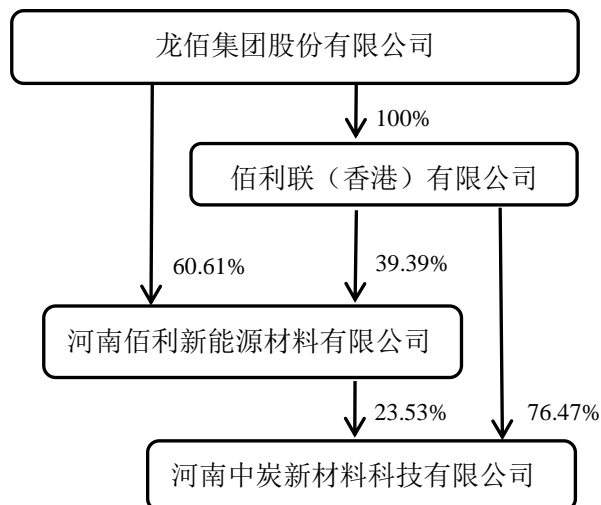 龙佰集团股份有限公司
100%
佰利联（香港）有限公司
60.61%
39.39%
河南佰利新能源材料有限公司
23.53%
76.47%
河南中炭新材料科技有限公司